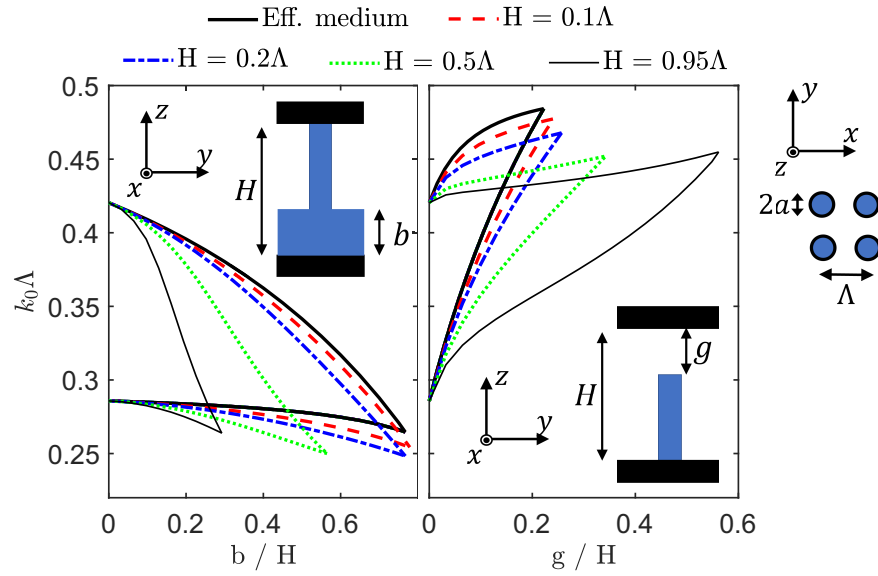 Eff. medium H = 0.1Λ
H = 0.2Λ H = 0.5Λ H = 0.95Λ
0.5
0.45
0.4
0.35
0.3
0.25
k₀Λ
z
y
x
H
b
0 0.2 0.4 0.6
b / H
z
y
x
H
g
0 0.2 0.4 0.6
g / H
y
x
z
2a
Λ